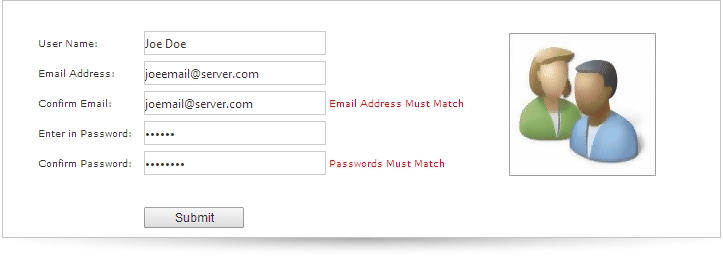 User Name: Joe Doe
Email Address: joeemail@server.com
Confirm Email: joemail@server.com Email Address Must Match
Enter in Password: ••••••
Confirm Password: •••••••• Passwords Must Match
Submit